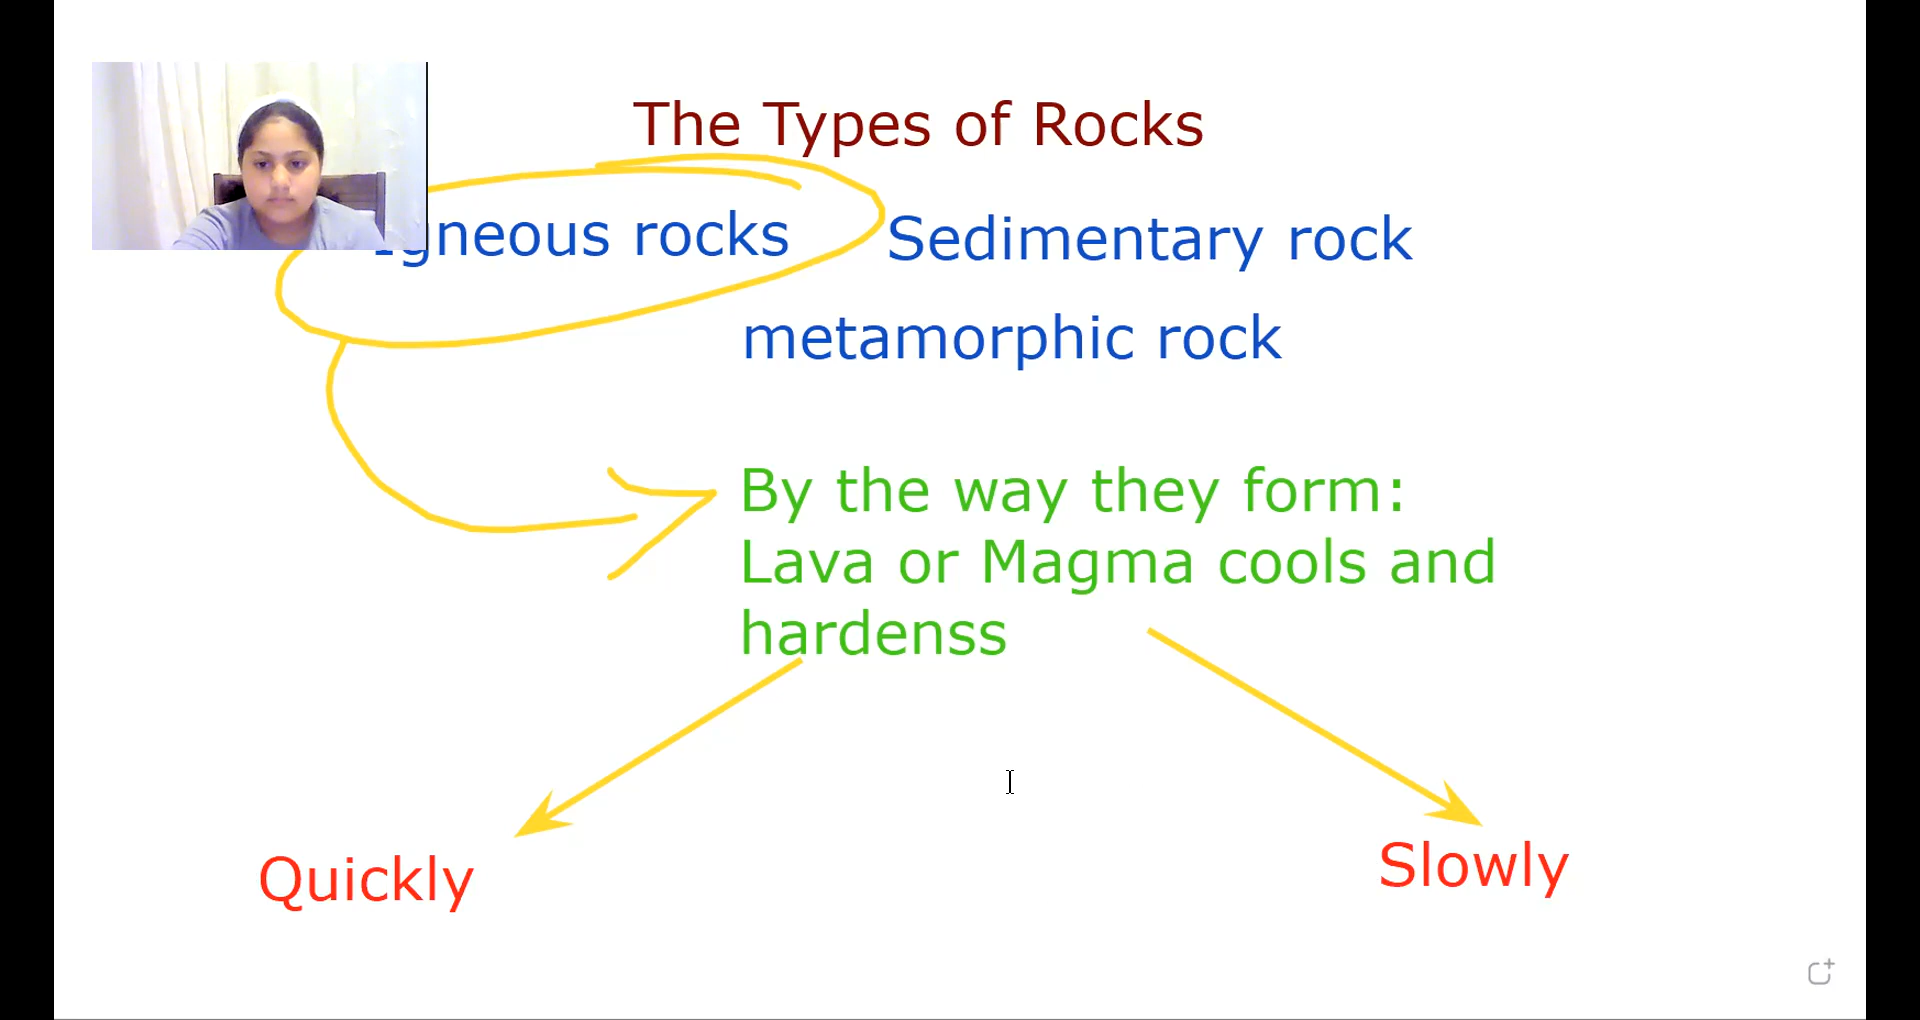 The Types of Rocks
Igneous rocks
Sedimentary rock
metamorphic rock
By the way they form:
Lava or Magma cools and
hardenss
Quickly
Slowly